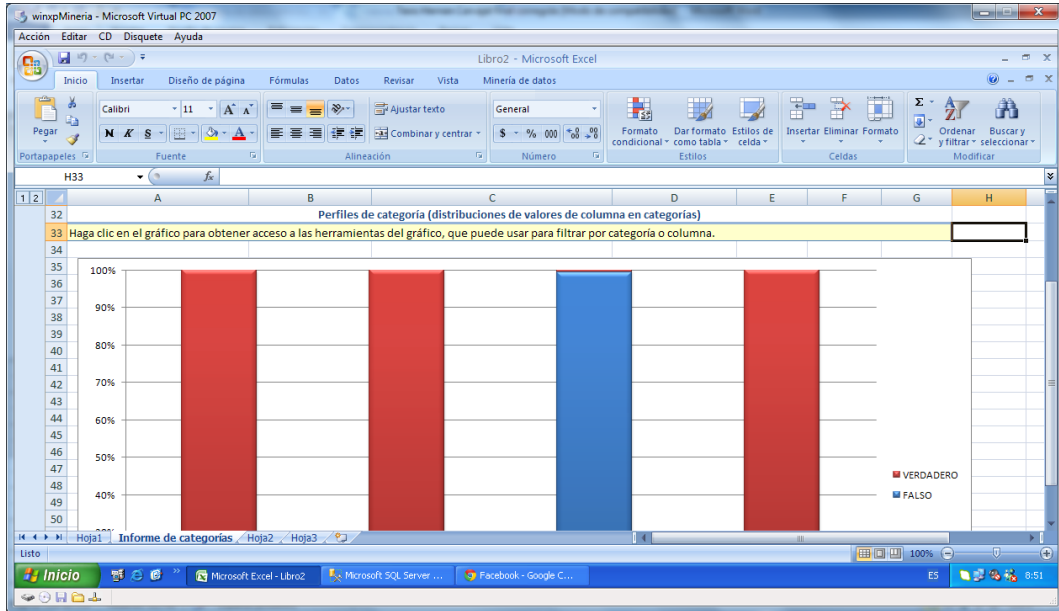 winxpMineria - Microsoft Virtual PC 2007
Acción Editar CD Disquete Ayuda
Libro2 - Microsoft Excel
Inicio Insertar Diseño de página Fórmulas Datos Revisar Vista Minería de datos
Pegar
Portapapeles
Calibri 11
N K S
Fuente
Ajustar texto
Combinar y centrar
Alineación
General
$ % 000
Número
Formato condicional
Dar formato como tabla
Estilos de celda
Estilos
Insertar Eliminar Formato
Celdas
Ordenar y filtrar
Buscar y seleccionar
Modificar
H33 fx
1 2 A B C D E F G H
32 Perfiles de categoría (distribuciones de valores de columna en categorías)
33 Haga clic en el gráfico para obtener acceso a las herramientas del gráfico, que puede usar para filtrar por categoría o columna.
34
35 100%
36
37 90%
38
39
40 80%
41
42 70%
43
44 60%
45
46
47 50%
VERDADERO
48
49 40%
FALSO
50
Hoja1 Informe de categorías Hoja2 Hoja3
Listo 100%
Inicio Microsoft Excel - Libro2 Microsoft SQL Server ... Facebook - Google C... ES 8:51